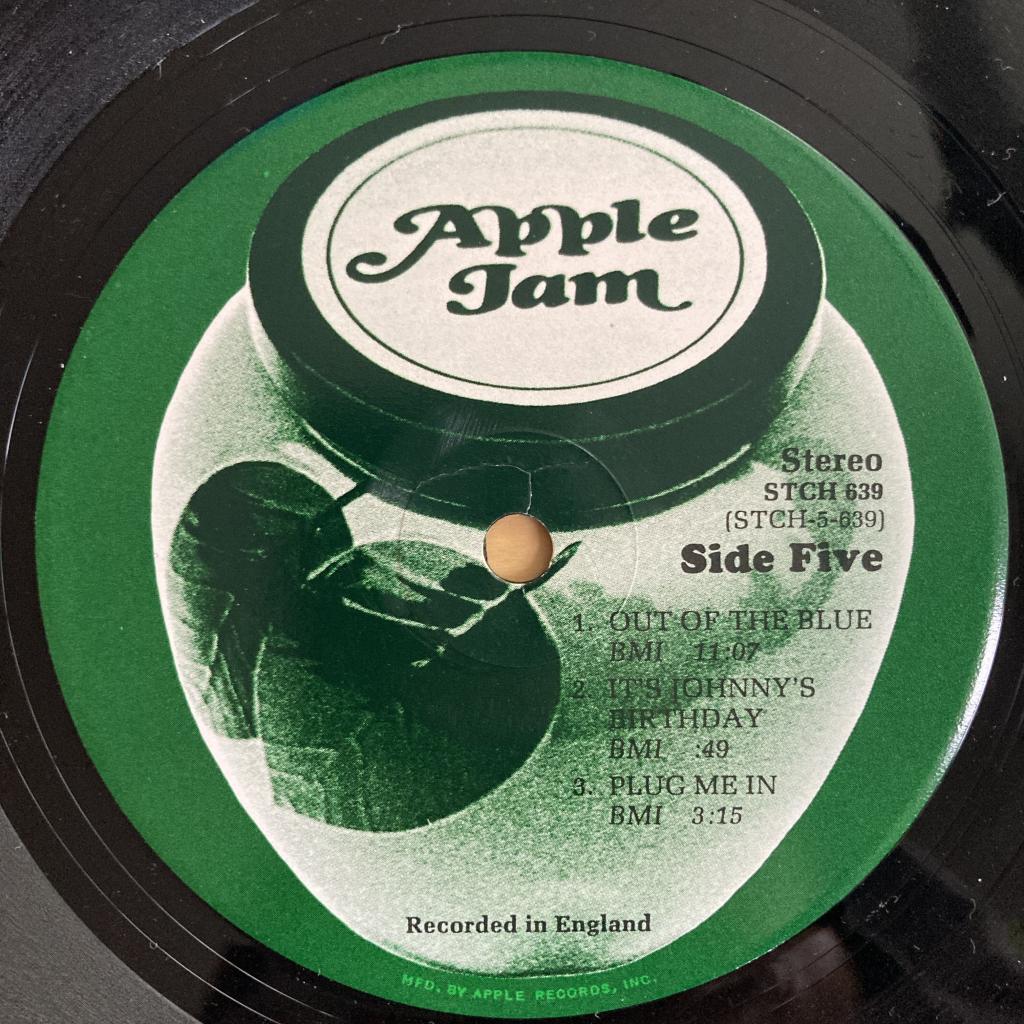 Apple
Jam
Stereo
STCH 639
(STCH-5-639)
Side Five
1. OUT OF THE BLUE
BMI 11:07
2. IT'S JOHNNY'S
BIRTHDAY
BMI :49
3. PLUG ME IN
BMI 3:15
Recorded in England
MFD. BY APPLE RECORDS, INC.